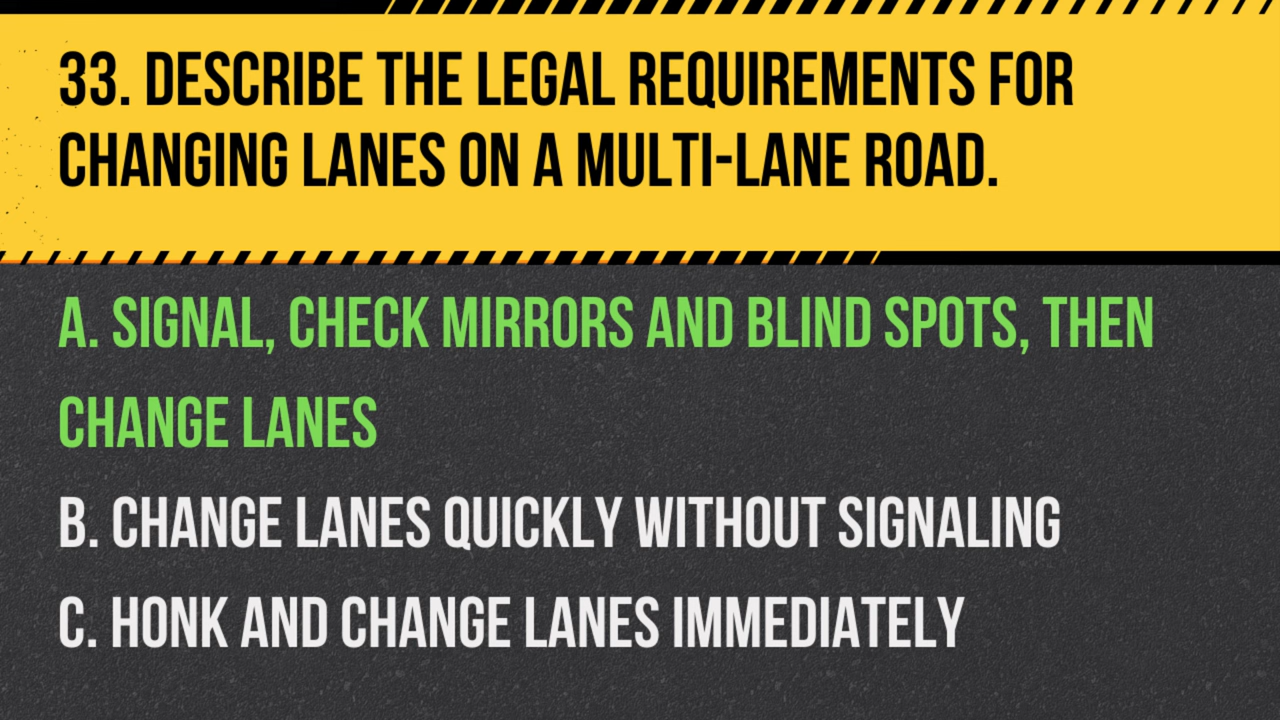 33. DESCRIBE THE LEGAL REQUIREMENTS FOR
CHANGING LANES ON A MULTI-LANE ROAD.
A. SIGNAL, CHECK MIRRORS AND BLIND SPOTS, THEN
CHANGE LANES
B. CHANGE LANES QUICKLY WITHOUT SIGNALING
C. HONK AND CHANGE LANES IMMEDIATELY